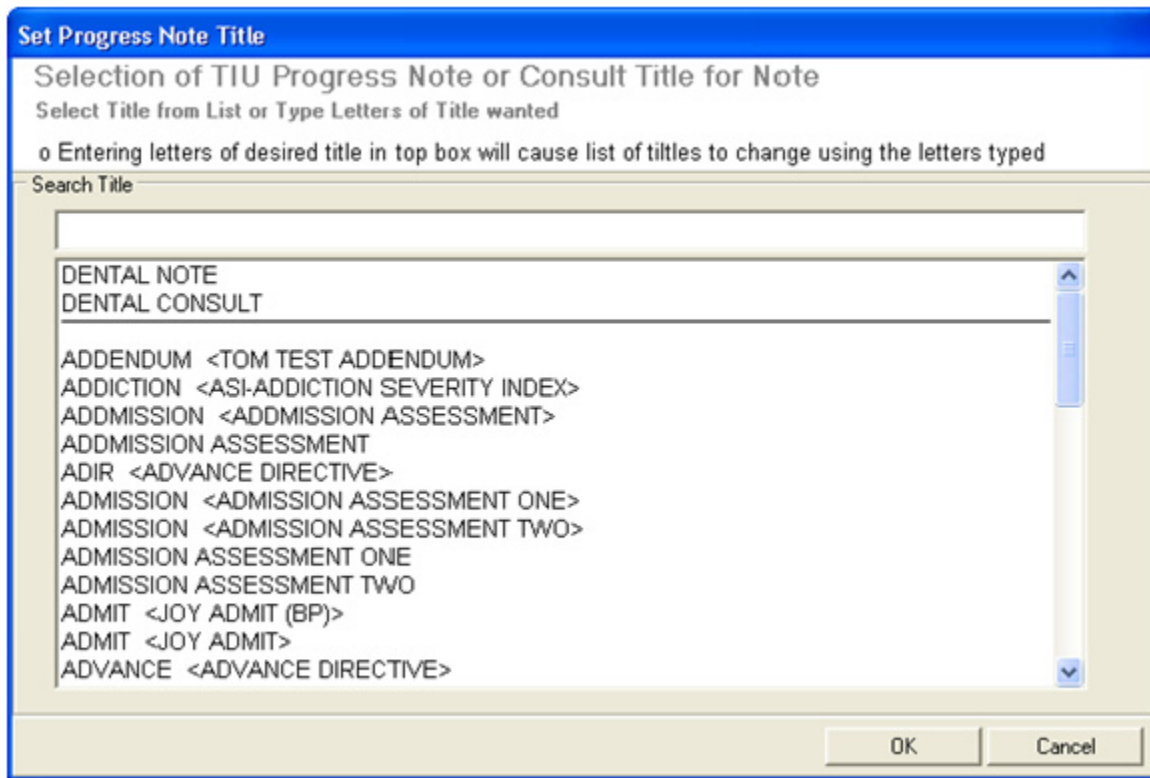 Set Progress Note Title
Selection of TIU Progress Note or Consult Title for Note
Select Title from List or Type Letters of Title wanted
o Entering letters of desired title in top box will cause list of tiltles to change using the letters typed
Search Title
DENTAL NOTE
DENTAL CONSULT
ADDENDUM <TOM TEST ADDENDUM>
ADDICTION <ASI-ADDICTION SEVERITY INDEX>
ADDMISSION <ADDMISSION ASSESSMENT>
ADDMISSION ASSESSMENT
ADIR <ADVANCE DIRECTIVE>
ADMISSION <ADMISSION ASSESSMENT ONE>
ADMISSION <ADMISSION ASSESSMENT TWO>
ADMISSION ASSESSMENT ONE
ADMISSION ASSESSMENT TWO
ADMIT <JOY ADMIT (BP)>
ADMIT <JOY ADMIT>
ADVANCE <ADVANCE DIRECTIVE>
OK Cancel